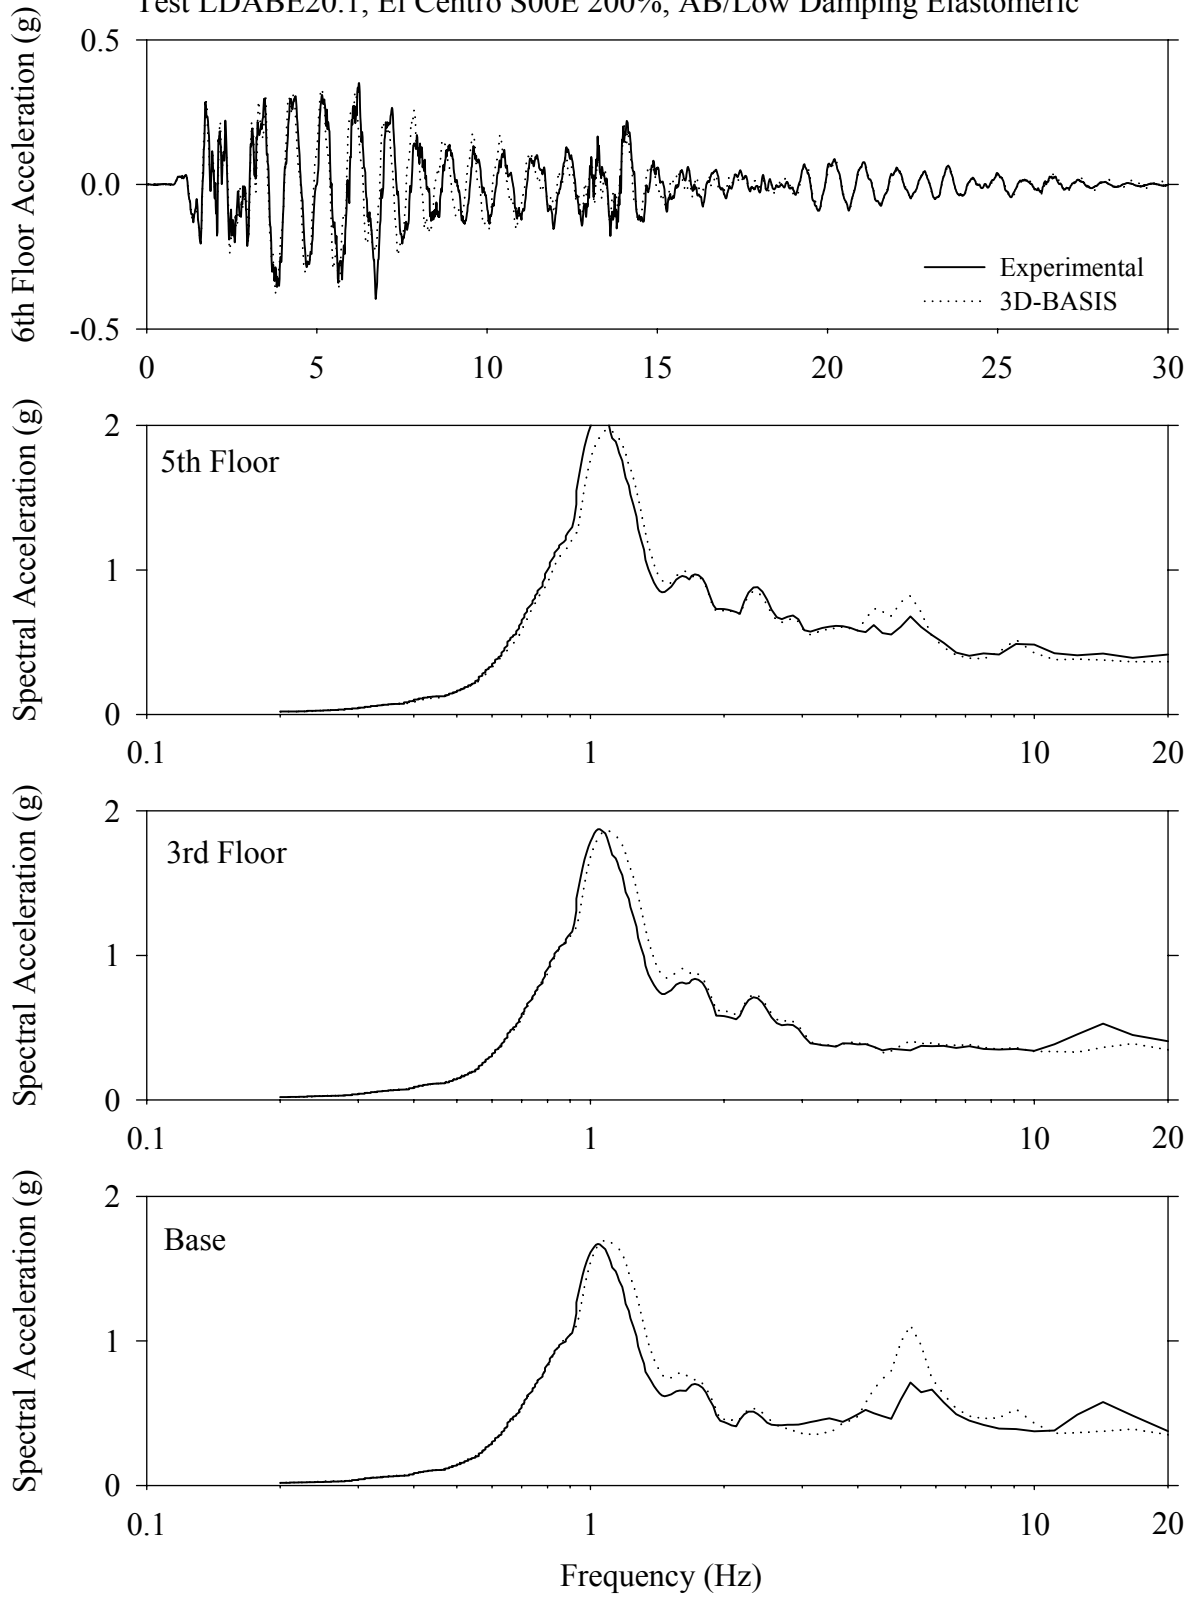 Test LDABE20.1, El Centro S00E 200%, AB/Low Damping Elastomeric
6th Floor Acceleration (g)
0.5
0.0
-0.5
Experimental
3D-BASIS
0 5 10 15 20 25 30
Spectral Acceleration (g)
2
1
0
5th Floor
0.1 1 10 20
Spectral Acceleration (g)
2
1
0
3rd Floor
0.1 1 10 20
Spectral Acceleration (g)
2
1
0
Base
0.1 1 10 20
Frequency (Hz)